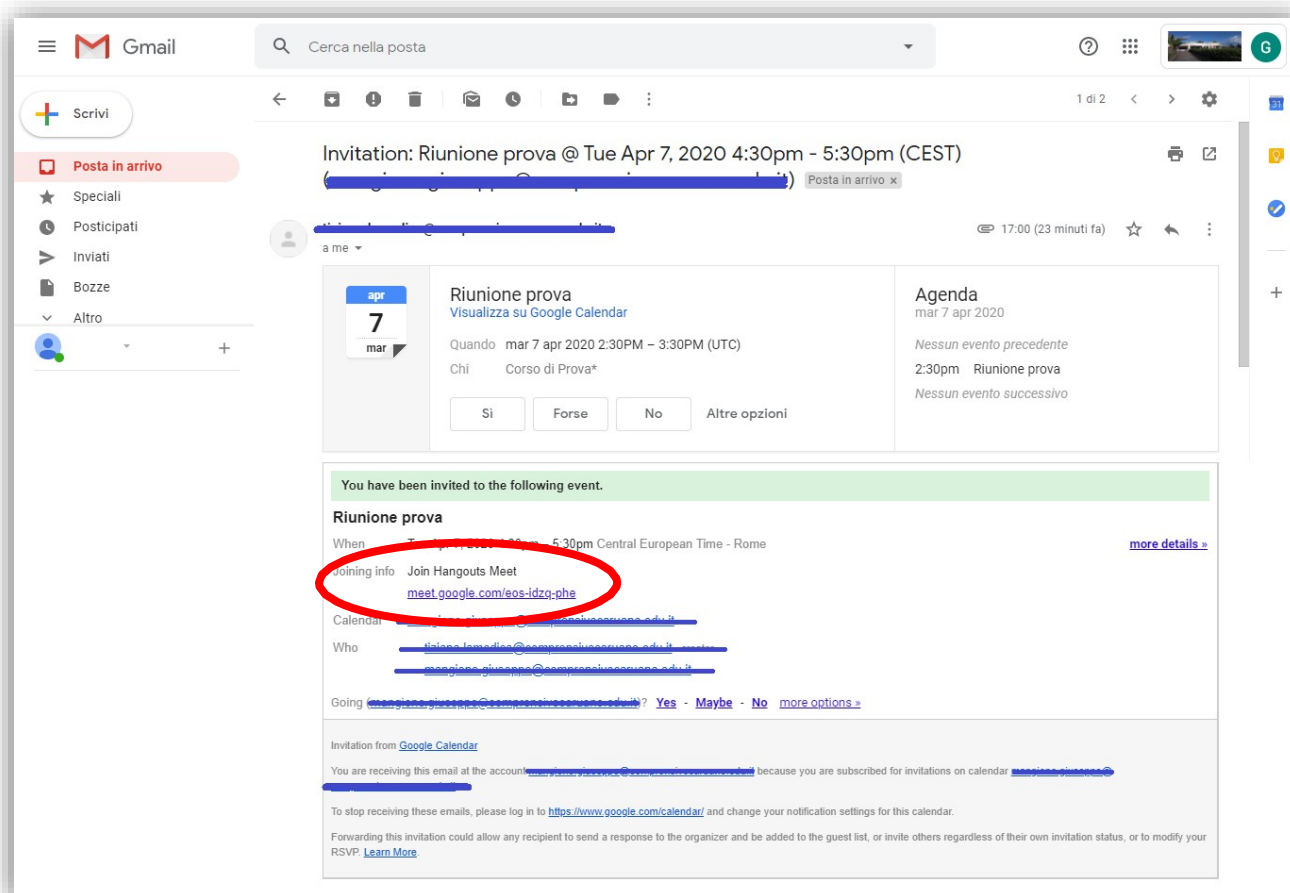 Gmail
Cerca nella posta
G
Scrivi
1 di 2
31
Posta in arrivo
Speciali
Posticipati
Inviati
Bozze
Altro
Invitation: Riunione prova @ Tue Apr 7, 2020 4:30pm - 5:30pm (CEST)
Posta in arrivo x
17:00 (23 minuti fa)
a me
apr
7
mar
Riunione prova
Visualizza su Google Calendar
Quando mar 7 apr 2020 2:30PM – 3:30PM (UTC)
Chi Corso di Prova*
Sì Forse No Altre opzioni
Agenda
mar 7 apr 2020
Nessun evento precedente
2:30pm Riunione prova
Nessun evento successivo
You have been invited to the following event.
Riunione prova
When Tue Apr 7, 2020 4:30pm – 5:30pm Central European Time - Rome
more details »
Joining info Join Hangouts Meet
meet.google.com/eos-idzq-phe
Calendar
Who
Going ( )? Yes - Maybe - No more options »
Invitation from Google Calendar
You are receiving this email at the account because you are subscribed for invitations on calendar
To stop receiving these emails, please log in to https://www.google.com/calendar/ and change your notification settings for this calendar.
Forwarding this invitation could allow any recipient to send a response to the organizer and be added to the guest list, or invite others regardless of their own invitation status, or to modify your
RSVP. Learn More.